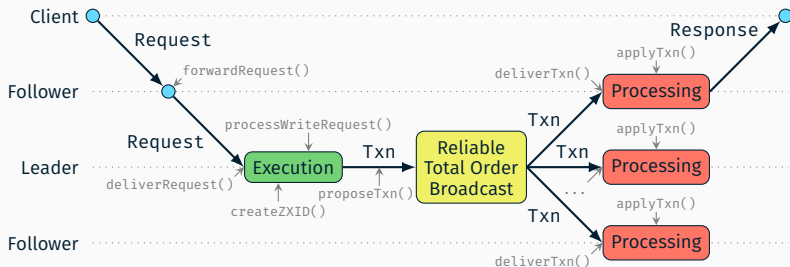 Client
Request
Response
applyTxn()
forwardRequest()
deliverTxn()
Follower
Processing
processWriteRequest()
Txn
applyTxn()
Request
Reliable
Total Order
Broadcast
Txn
Txn
Leader
Execution
Processing
deliverRequest()
proposeTxn()
...
createZXID()
applyTxn()
Txn
Follower
Processing
deliverTxn()